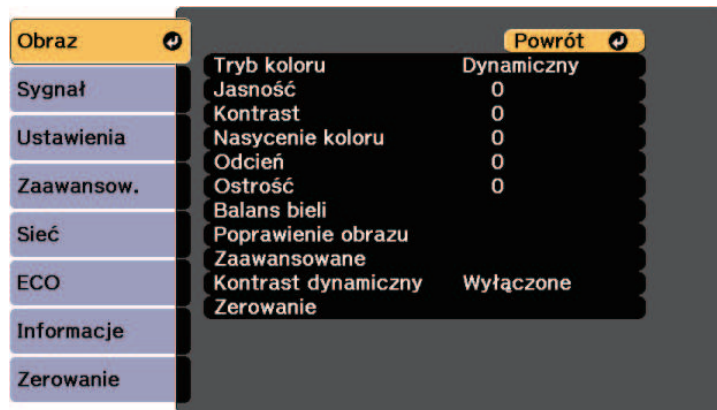 Obraz
Sygnał
Ustawienia
Zaawansow.
Sieć
ECO
Informacje
Zerowanie
Powrót
Tryb koloru Dynamiczny
Jasność 0
Kontrast 0
Nasycenie koloru 0
Odcień 0
Ostrość 0
Balans bieli
Poprawienie obrazu
Zaawansowane
Kontrast dynamiczny Wyłączone
Zerowanie